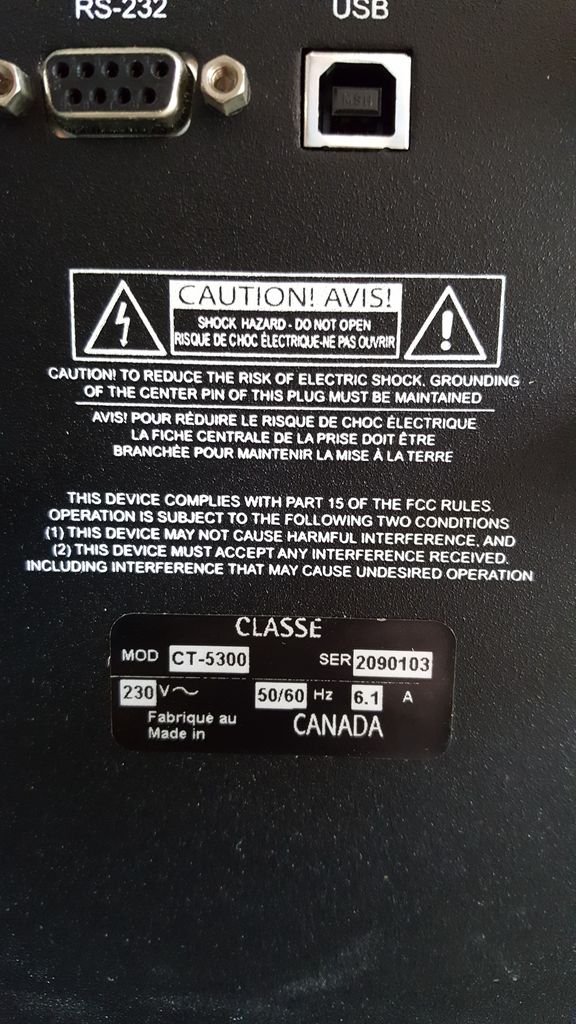 RS-232
USB
CAUTION! AVIS!
SHOCK HAZARD - DO NOT OPEN
RISQUE DE CHOC ÉLECTRIQUE-NE PAS OUVRIR
CAUTION! TO REDUCE THE RISK OF ELECTRIC SHOCK, GROUNDING
OF THE CENTER PIN OF THIS PLUG MUST BE MAINTAINED
AVIS! POUR RÉDUIRE LE RISQUE DE CHOC ÉLECTRIQUE
LA FICHE CENTRALE DE LA PRISE DOIT ÊTRE
BRANCHÉE POUR MAINTENIR LA MISE À LA TERRE
THIS DEVICE COMPLIES WITH PART 15 OF THE FCC RULES.
OPERATION IS SUBJECT TO THE FOLLOWING TWO CONDITIONS
(1) THIS DEVICE MAY NOT CAUSE HARMFUL INTERFERENCE, AND
(2) THIS DEVICE MUST ACCEPT ANY INTERFERENCE RECEIVED,
INCLUDING INTERFERENCE THAT MAY CAUSE UNDESIRED OPERATION
CLASSÉ
MOD CT-5300 SER 2090103
230 V~ 50/60 Hz 6.1 A
Fabriqué au
Made in CANADA